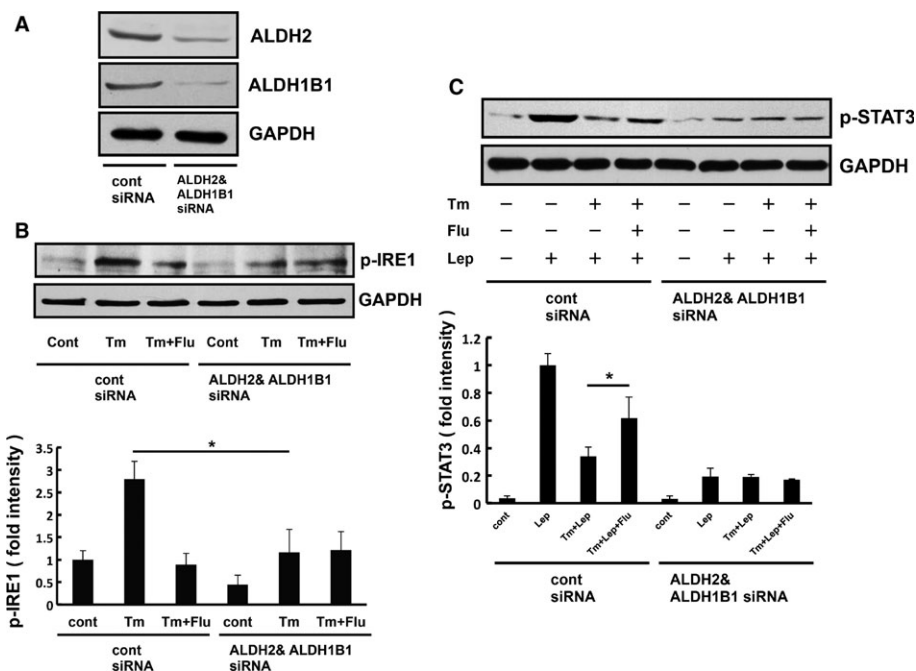 A
ALDH2
ALDH1B1
GAPDH
cont
siRNA
ALDH2&
ALDH1B1
siRNA
B
p-IRE1
GAPDH
Cont Tm Tm+Flu Cont Tm Tm+Flu
cont
siRNA
ALDH2& ALDH1B1
siRNA
p-IRE1 ( fold intensity)
3.5
3
2.5
2
1.5
1
0.5
0
*
cont Tm Tm+Flu cont Tm Tm+Flu
cont
siRNA
ALDH2& ALDH1B1
siRNA
C
p-STAT3
GAPDH
Tm − − + + − − + +
Flu − − − + − − − +
Lep − + + + − + + +
cont
siRNA
ALDH2& ALDH1B1
siRNA
p-STAT3 ( fold intensity)
1.2
1
0.8
0.6
0.4
0.2
0
*
cont Lep Tm+Lep Tm+Lep+Flu cont Lep Tm+Lep Tm+Lep+Flu
cont
siRNA
ALDH2&
ALDH1B1 siRNA